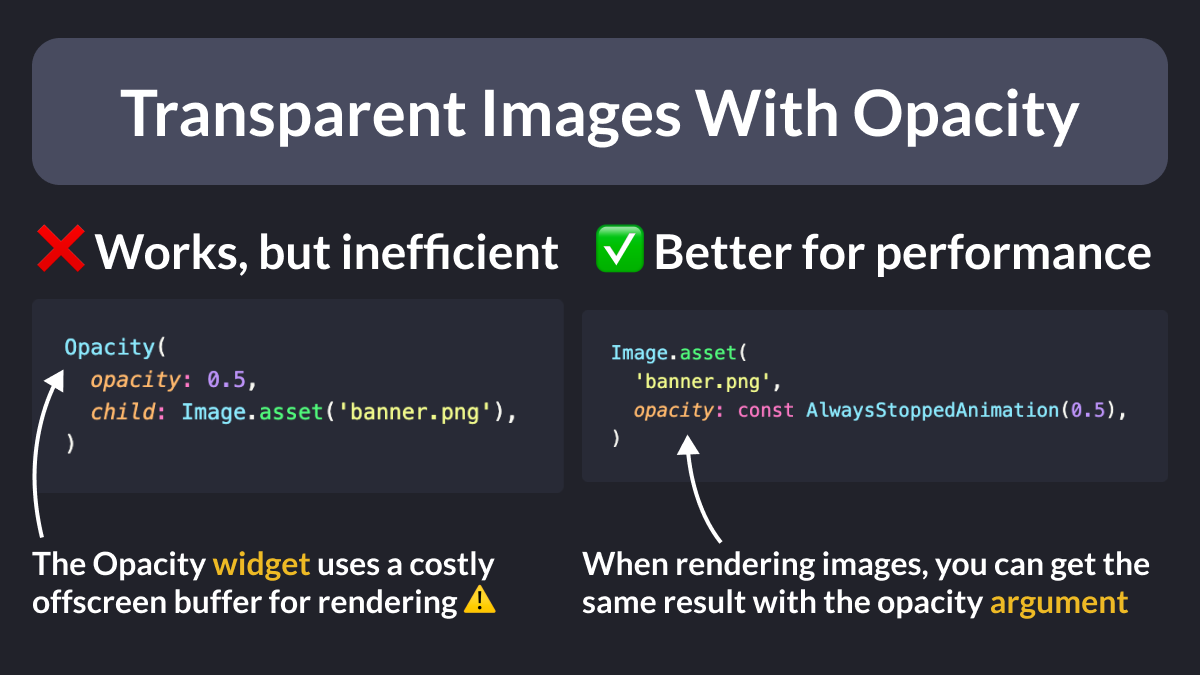 Transparent Images With Opacity
❌ Works, but inefficient
Opacity(
  opacity: 0.5,
  child: Image.asset('banner.png'),
)
The Opacity widget uses a costly
offscreen buffer for rendering ⚠️
✅ Better for performance
Image.asset(
  'banner.png',
  opacity: const AlwaysStoppedAnimation(0.5),
)
When rendering images, you can get the
same result with the opacity argument